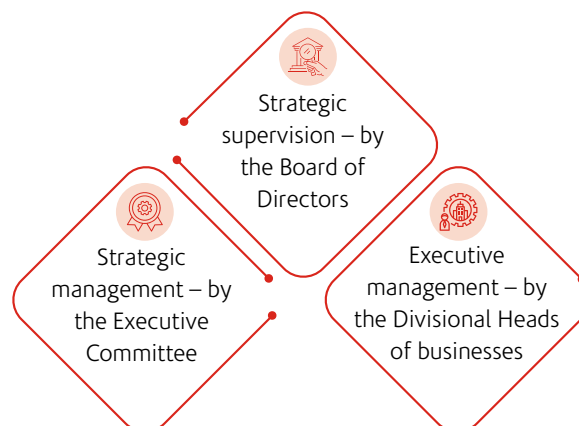 Strategic
supervision – by
the Board of
Directors
Strategic
management – by
the Executive
Committee
Executive
management – by
the Divisional Heads
of businesses